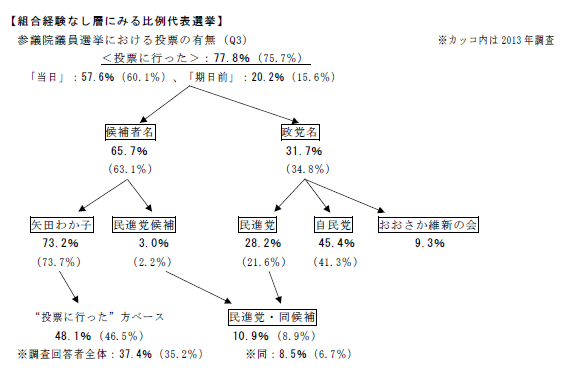 【組合経験なし層にみる比例代表選挙】
参議院議員選挙における投票の有無（Q3） ※カッコ内は2013年調査
＜投票に行った＞：77.8％（75.7％）
「当日」：57.6％（60.1％）、「期日前」：20.2％（15.6％）
候補者名 政党名
65.7％ 31.7％
（63.1％） （34.8％）
矢田わか子 民進党候補 民進党 自民党 おおさか維新の会
73.2％ 3.0％ 28.2％ 45.4％ 9.3％
（73.7％） （2.2％） （21.6％） （41.3％）
“投票に行った”方ベース 民進党・同候補
48.1％（46.5％） 10.9％（8.9％）
※調査回答者全体：37.4％（35.2％） ※同：8.5％（6.7％）